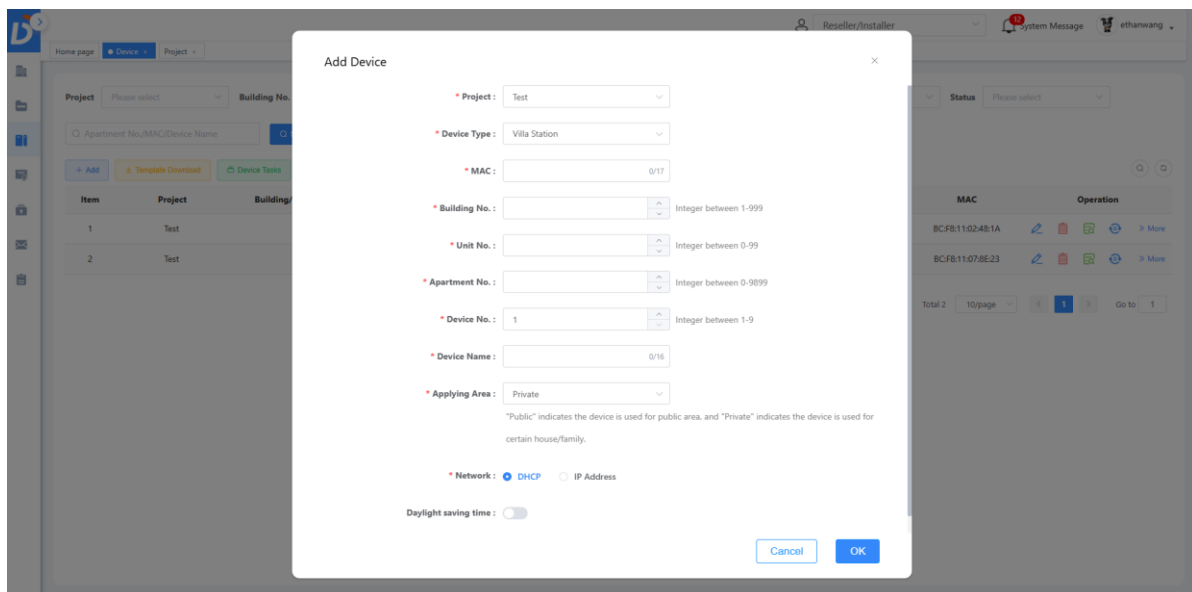 Reseller/Installer
12
System Message
ethanwang
Home page
Device ×
Project ×
Add Device
Project Please select
Building No.
Status Please select
* Project : Test
Apartment No./MAC/Device Name
* Device Type : Villa Station
+ Add
Template Download
Device Tasks
* MAC : 0/17
Item Project Building/ MAC Operation
* Building No. : Integer between 1-999
1 Test BC:F8:11:02:48:1A » More
* Unit No. : Integer between 0-99
2 Test BC:F8:11:07:8E:23 » More
* Apartment No. : Integer between 0-9899
Total 2 10/page 1 Go to 1
* Device No. : 1 Integer between 1-9
* Device Name : 0/16
* Applying Area : Private
"Public" indicates the device is used for public area, and "Private" indicates the device is used for
certain house/family.
* Network : DHCP IP Address
Daylight saving time :
Cancel OK